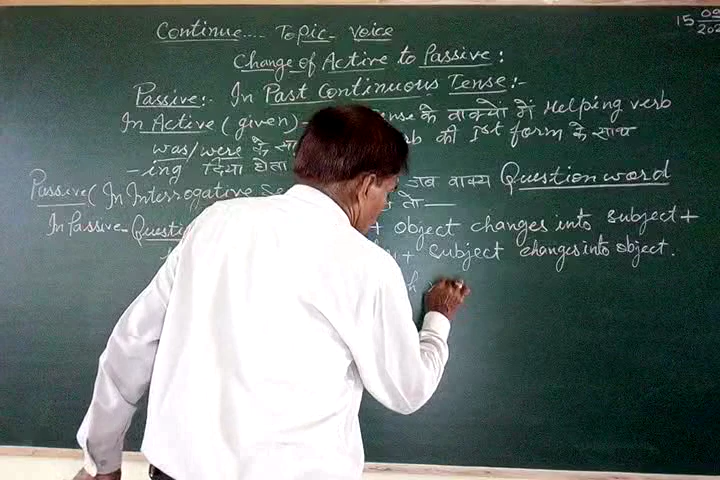 Continue.... Topic- Voice
15 09
202
Change of Active to Passive:
Passive:- In Past Continuous Tense:-
In Active (given)- के वाक्यों में Helping verb
was/were के की Ist form के साथ
-ing दिया होता जब वाक्य Question word
Passive (In Interrogative तो—
In Passive- + Object changes into Subject+
+ Subject changes into Object.